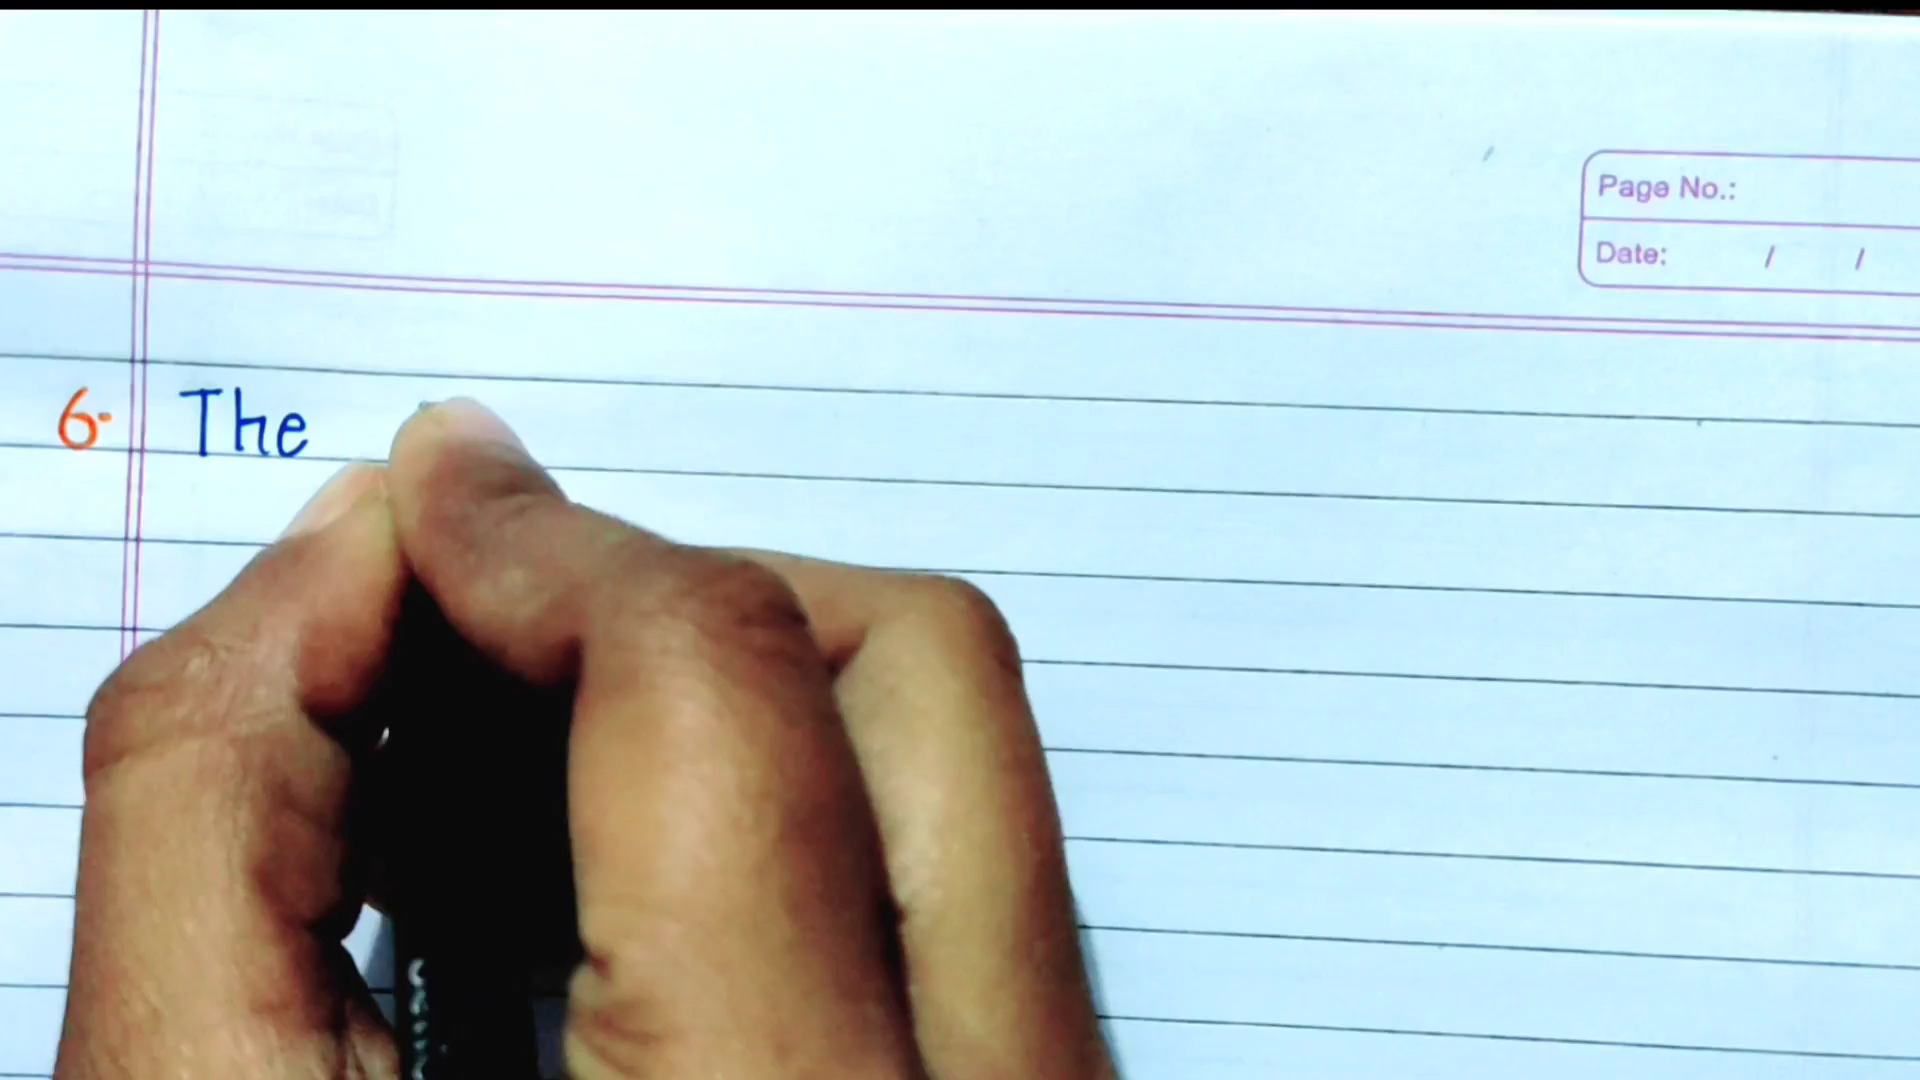 Page No.:
Date: / /
6. The